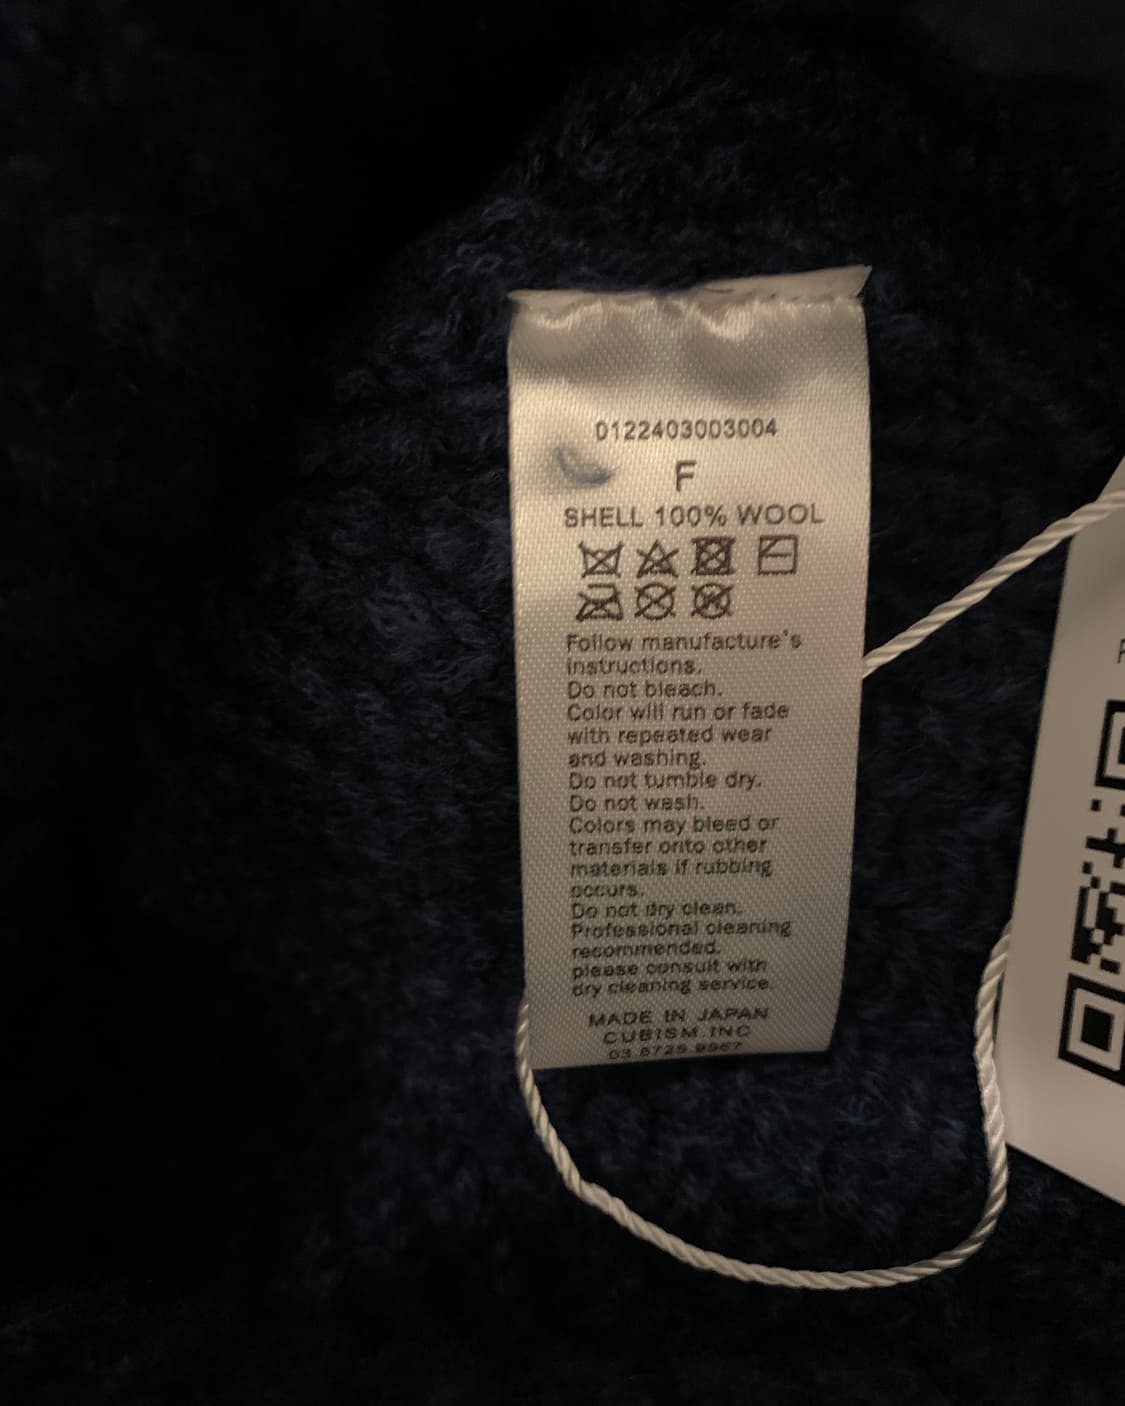 0122403003004
F
SHELL 100% WOOL
Follow manufacture's
instructions.
Do not bleach.
Color will run or fade
with repeated wear
and washing.
Do not tumble dry.
Do not wash.
Colors may bleed or
transfer onto other
materials if rubbing
occurs.
Do not dry clean.
Professional cleaning
recommended.
please consult with
dry cleaning service.
MADE IN JAPAN
CUBISM.INC